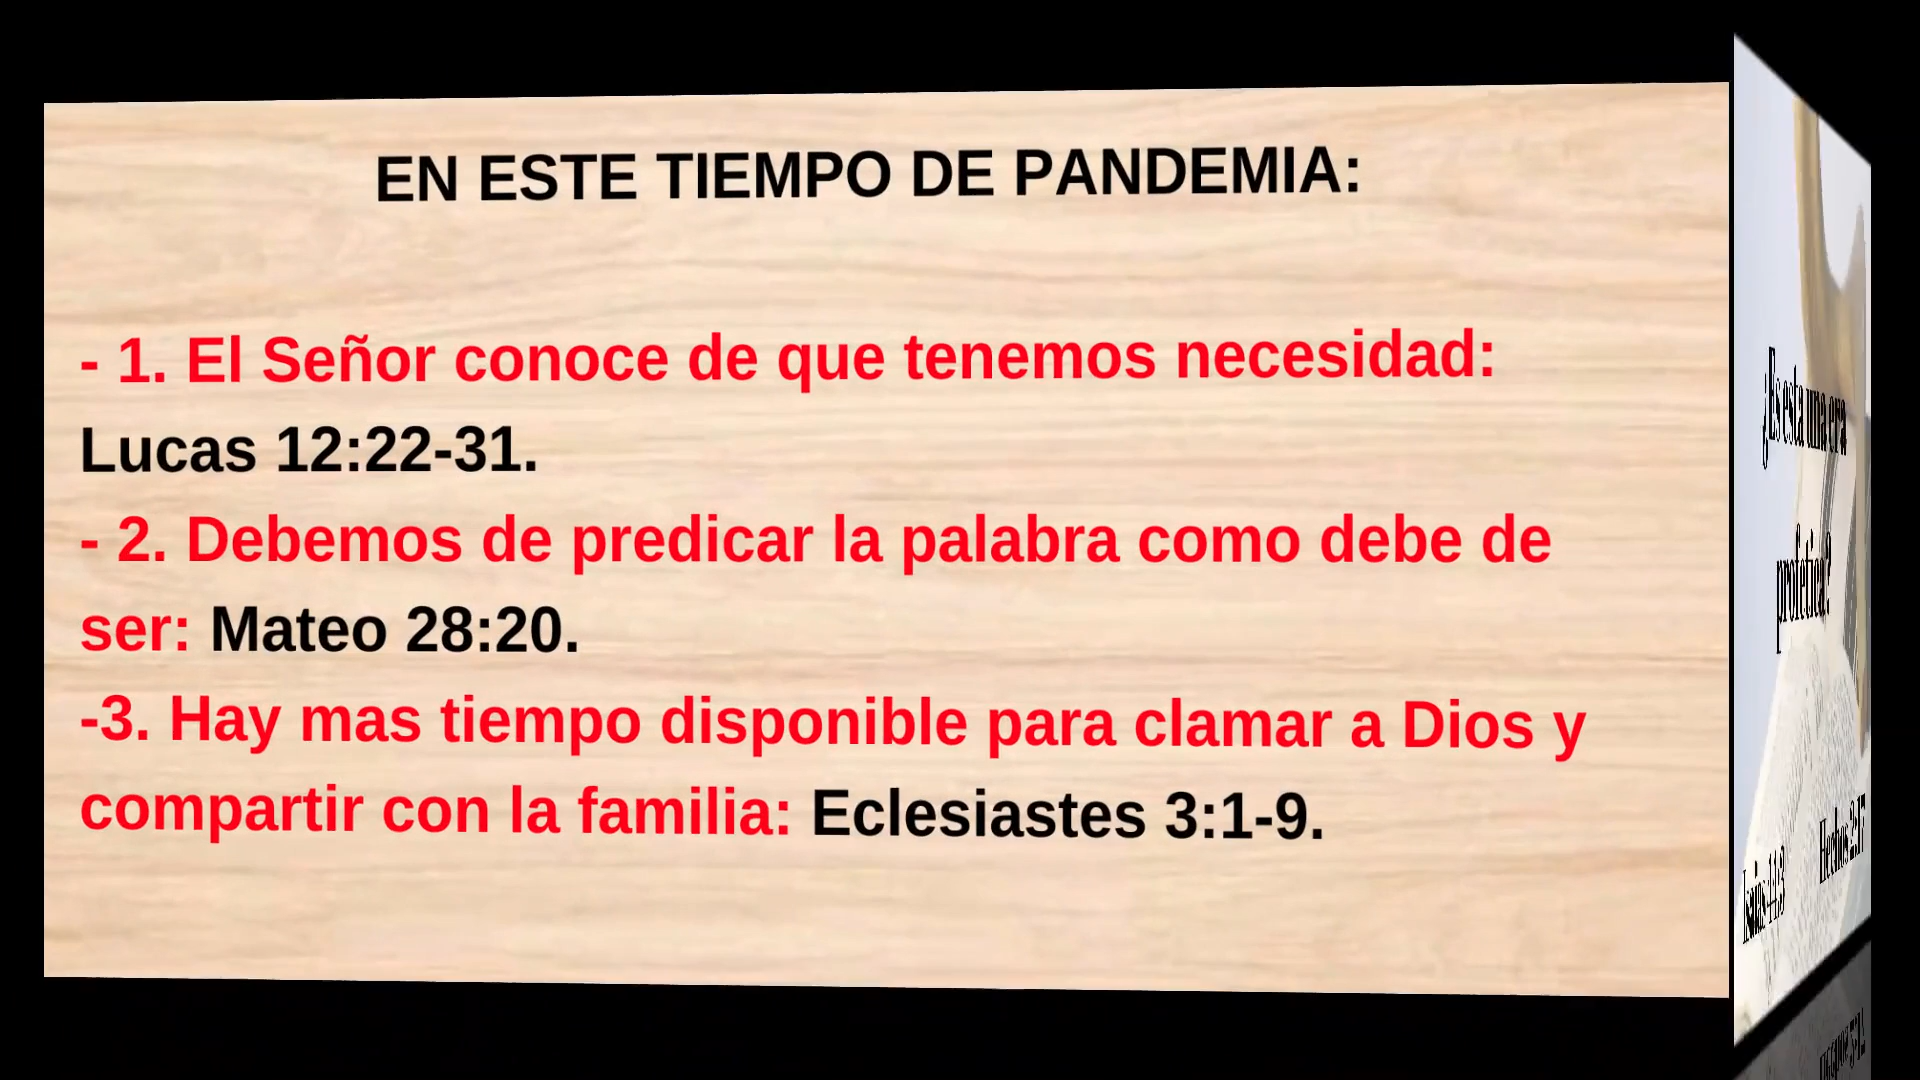 EN ESTE TIEMPO DE PANDEMIA:
- 1. El Señor conoce de que tenemos necesidad:
Lucas 12:22-31.
- 2. Debemos de predicar la palabra como debe de
ser: Mateo 28:20.
-3. Hay mas tiempo disponible para clamar a Dios y
compartir con la familia: Eclesiastes 3:1-9.
¿Es esta una era
profetica?
Hechos 2:17
Isaias